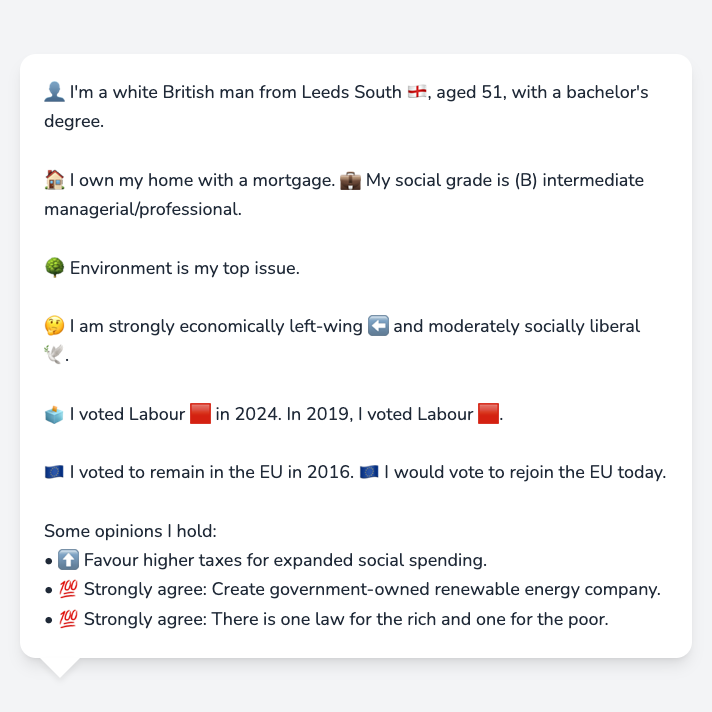 👤 I'm a white British man from Leeds South 🏴󠁧󠁢󠁥󠁮󠁧󠁿, aged 51, with a bachelor's
degree.
🏠 I own my home with a mortgage. 💼 My social grade is (B) intermediate
managerial/professional.
🌳 Environment is my top issue.
🤔 I am strongly economically left-wing ⬅️ and moderately socially liberal
🕊️.
🗳️ I voted Labour 🟥 in 2024. In 2019, I voted Labour 🟥.
🇪🇺 I voted to remain in the EU in 2016. 🇪🇺 I would vote to rejoin the EU today.
Some opinions I hold:
• ⬆️ Favour higher taxes for expanded social spending.
• 💯 Strongly agree: Create government-owned renewable energy company.
• 💯 Strongly agree: There is one law for the rich and one for the poor.